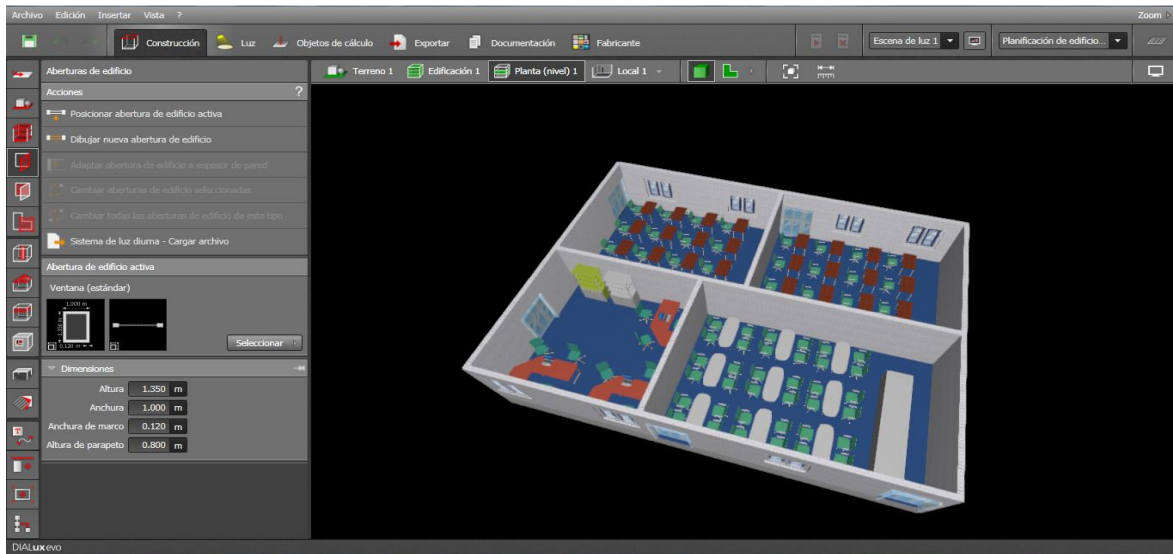 Archivo Edición Insertar Vista ? Zoom
Construcción Luz Objetos de cálculo Exportar Documentación Fabricante Escena de luz 1 Planificación de edificio...
Aberturas de edificio Terreno 1 Edificación 1 Planta (nivel) 1 Local 1
Acciones ?
Posicionar abertura de edificio activa
Dibujar nueva abertura de edificio
Adaptar abertura de edificio a espesor de pared
Cambiar aberturas de edificio seleccionadas
Cambiar todas las aberturas de edificio de este tipo
Sistema de luz diurna - Cargar archivo
Abertura de edificio activa
Ventana (estándar)
1.000 m
1.350 m
0.120 m
Seleccionar
Dimensiones
Altura 1.350 m
Anchura 1.000 m
Anchura de marco 0.120 m
Altura de parapeto 0.800 m
DIALux evo